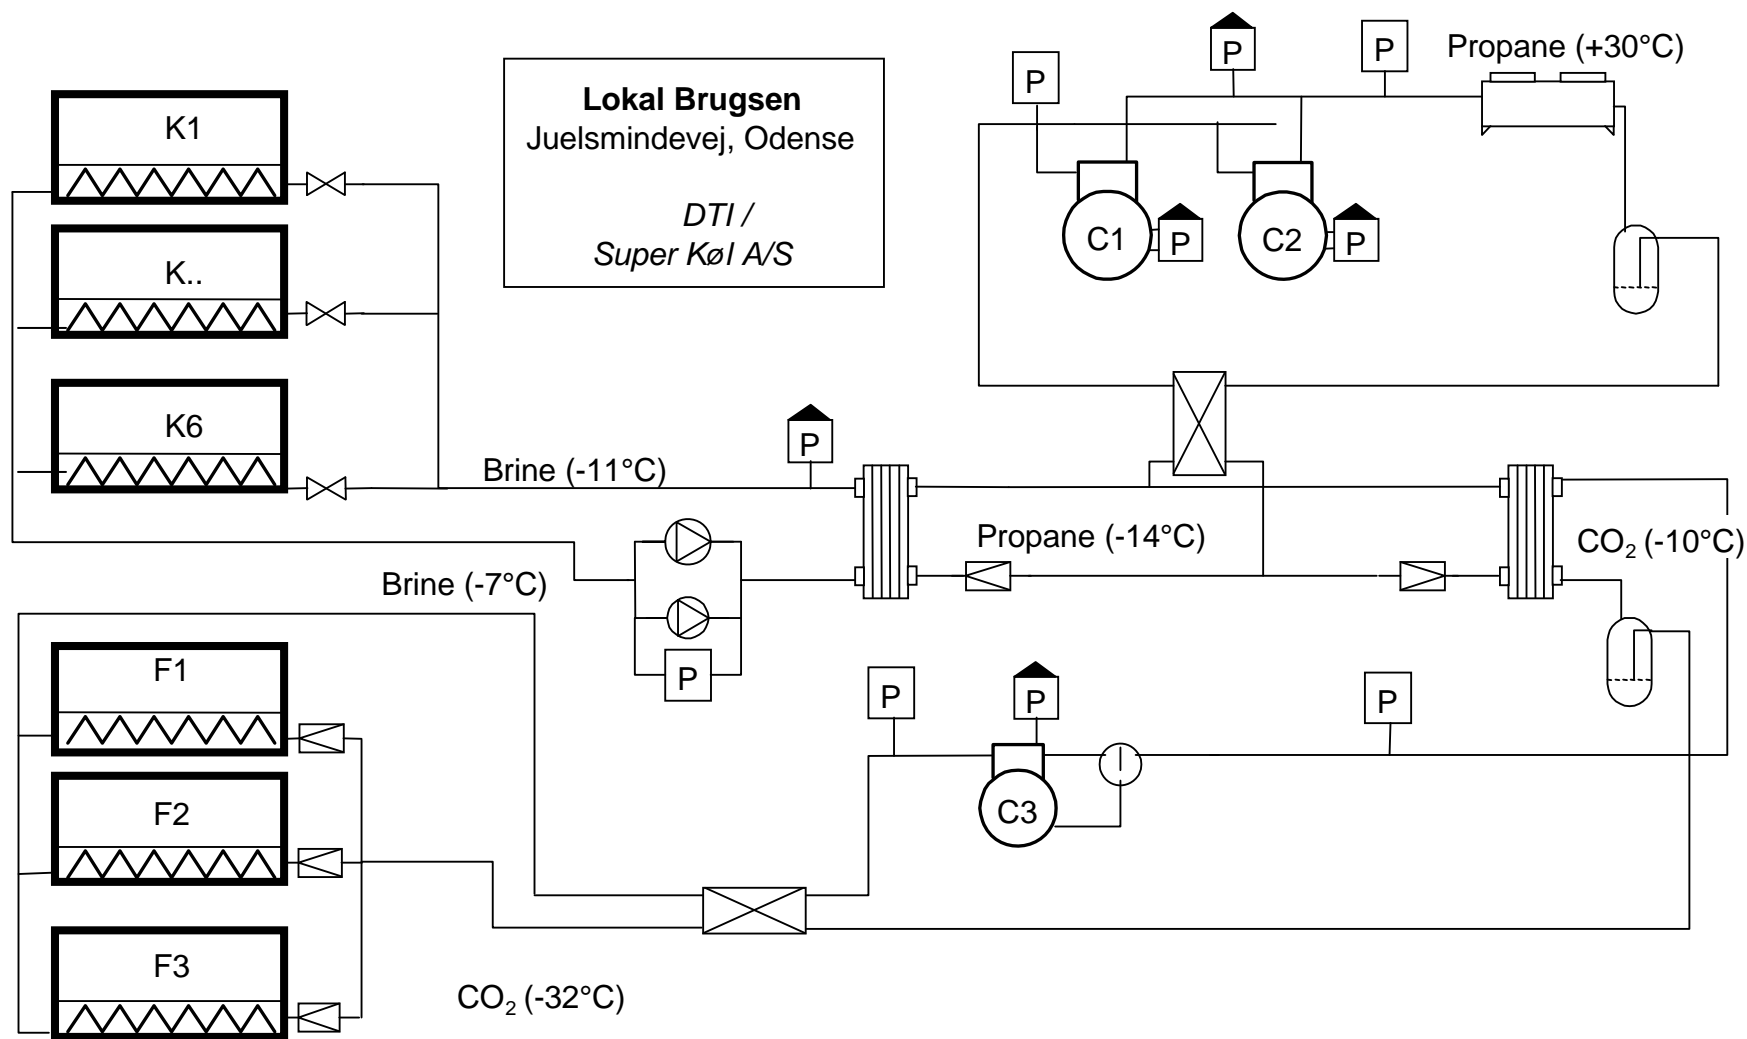 Lokal Brugsen
Juelsmindevej, Odense
DTI /
Super Køl A/S
P
P
P
Propane (+30°C)
K1
K..
K6
C1
P
C2
P
P
Brine (-11°C)
Propane (-14°C)
CO2 (-10°C)
Brine (-7°C)
P
F1
F2
F3
P
P
P
C3
CO2 (-32°C)